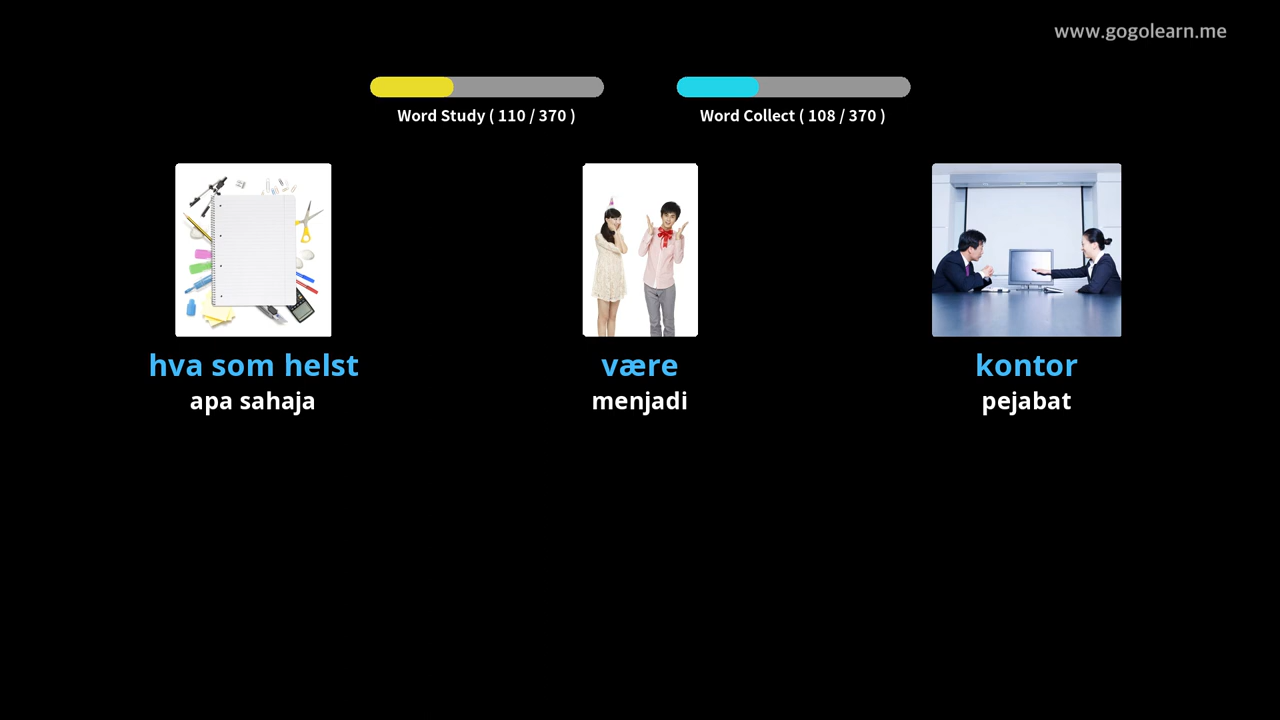 www.gogolearn.me
Word Study ( 110 / 370 )
Word Collect ( 108 / 370 )
hva som helst
apa sahaja
være
menjadi
kontor
pejabat